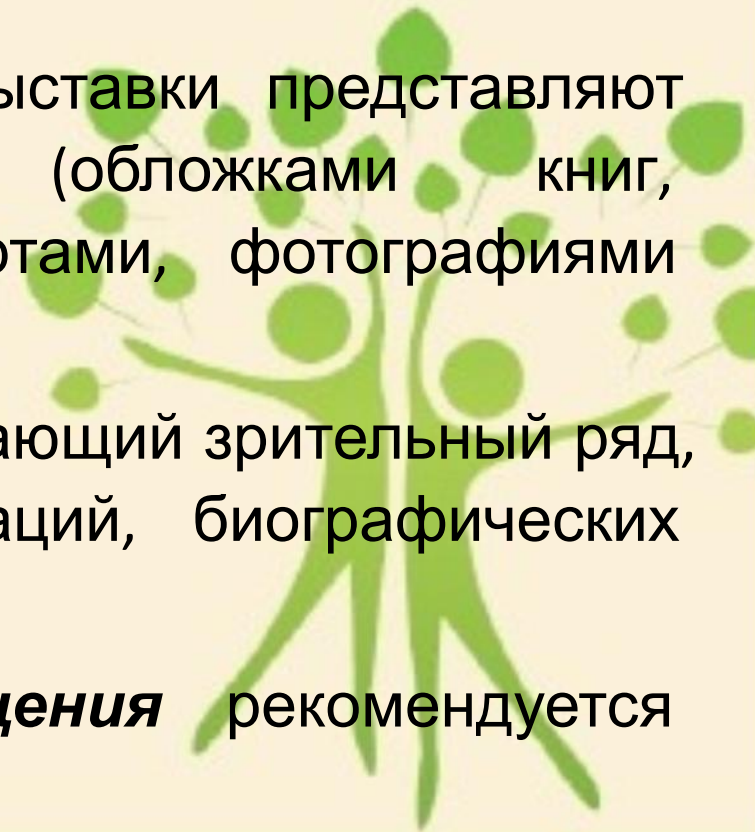 ыставки представляют
(обложками книг,
отами, фотографиями
ающий зрительный ряд,
аций, биографических
щения рекомендуется